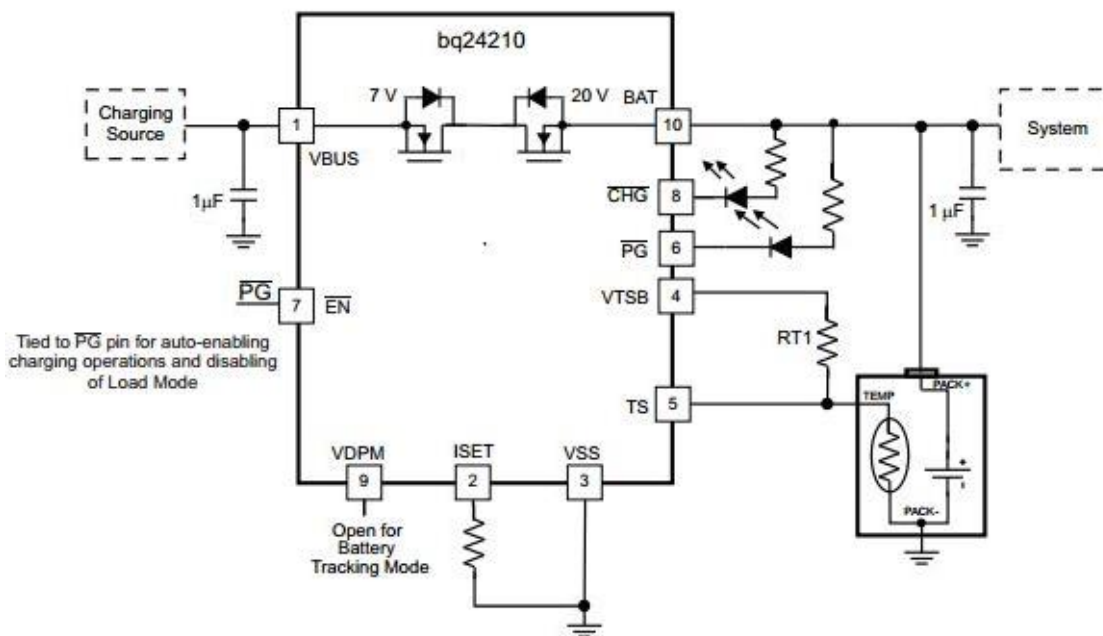 bq24210
Charging
Source
1
VBUS
7 V
20 V
BAT
10
System
1μF
CHG
8
1 μF
PG
6
PG
7
EN
VTSB
4
Tied to PG pin for auto-enabling
charging operations and disabling
of Load Mode
RT1
TS
5
TEMP
PACK+
+
-
PACK-
VDPM
9
ISET
2
VSS
3
Open for
Battery
Tracking Mode